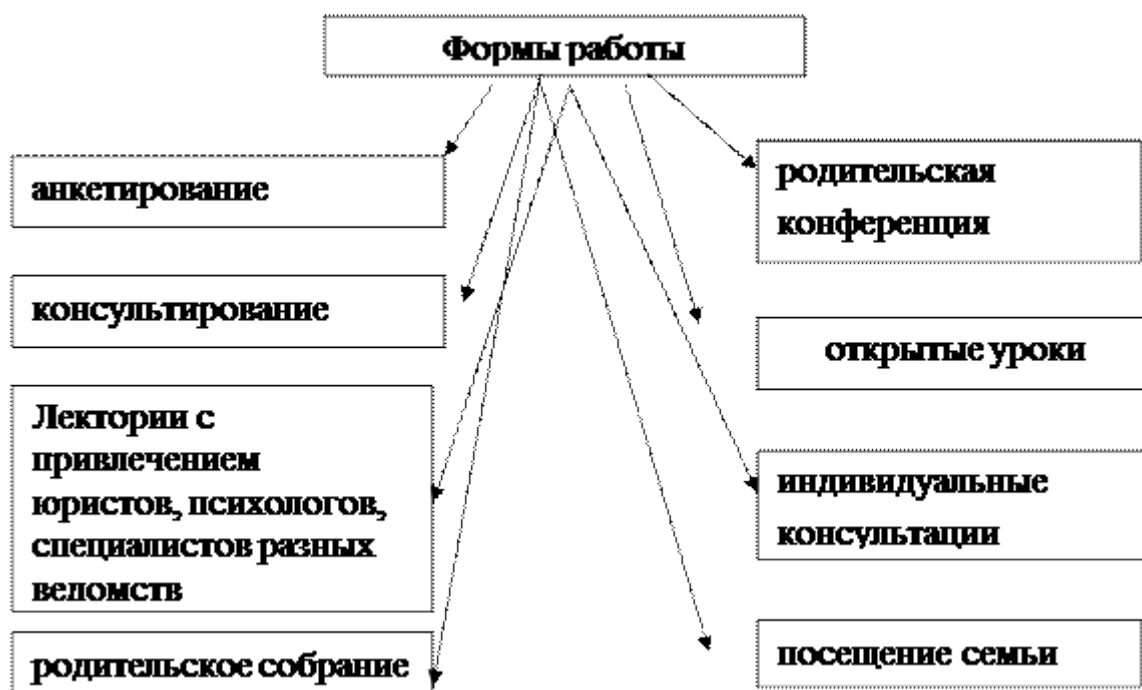 Формы работы
анкетирование
консультирование
Лектории с
привлечением
юристов, психологов,
специалистов разных
ведомств
родительское собрание
родительская
конференция
открытые уроки
индивидуальные
консультации
посещение семьи